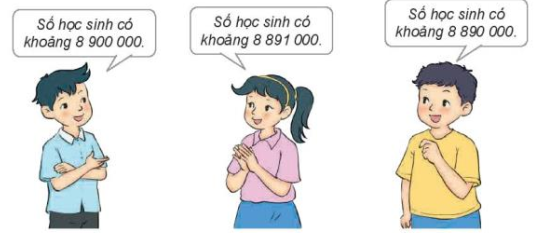 Số học sinh có
khoảng 8 900 000.
Số học sinh có
khoảng 8 891 000.
Số học sinh có
khoảng 8 890 000.